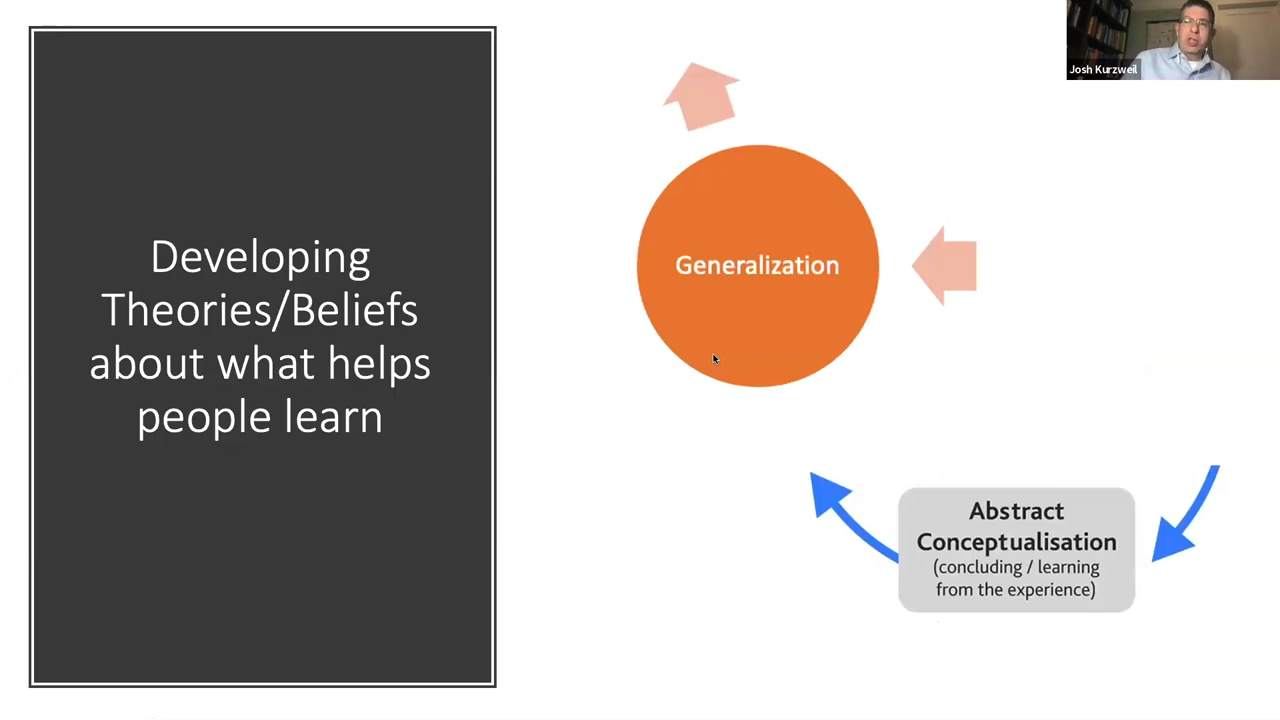 Developing
Theories/Beliefs
about what helps
people learn
Generalization
Abstract
Conceptualisation
(concluding / learning
from the experience)
Josh Kurzweil